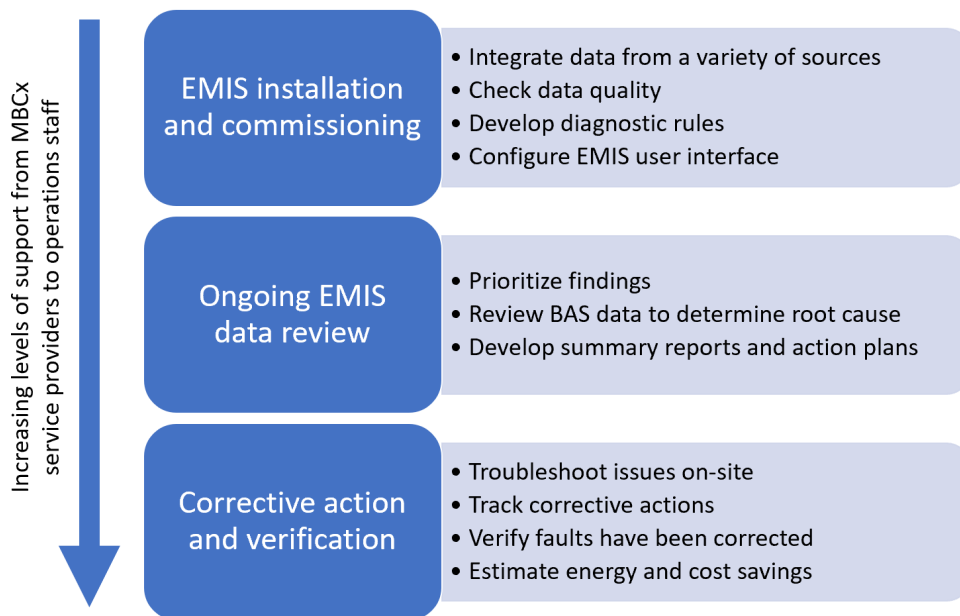 Increasing levels of support from MBCx
service providers to operations staff
EMIS installation
and commissioning
• Integrate data from a variety of sources
• Check data quality
• Develop diagnostic rules
• Configure EMIS user interface
Ongoing EMIS
data review
• Prioritize findings
• Review BAS data to determine root cause
• Develop summary reports and action plans
Corrective action
and verification
• Troubleshoot issues on-site
• Track corrective actions
• Verify faults have been corrected
• Estimate energy and cost savings